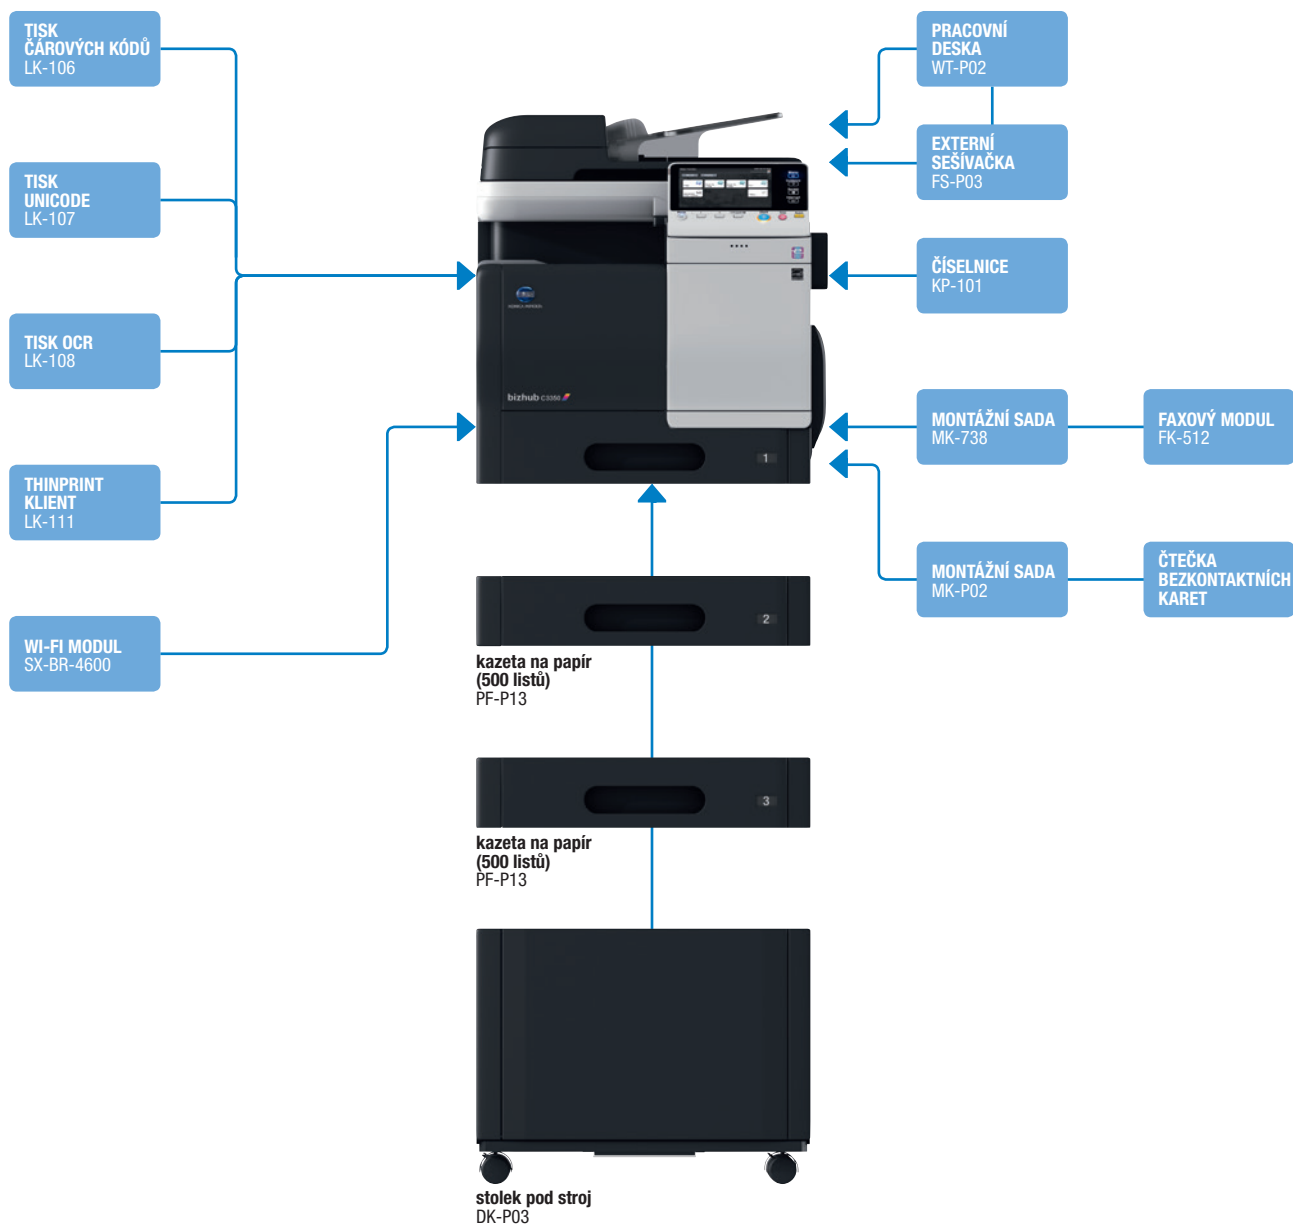 TISK
ČÁROVÝCH KÓDŮ
LK-106
TISK
UNICODE
LK-107
TISK OCR
LK-108
THINPRINT
KLIENT
LK-111
WI-FI MODUL
SX-BR-4600
PRACOVNÍ
DESKA
WT-P02
EXTERNÍ
SEŠÍVAČKA
FS-P03
ČÍSELNICE
KP-101
MONTÁŽNÍ SADA
MK-738
FAXOVÝ MODUL
FK-512
MONTÁŽNÍ SADA
MK-P02
ČTEČKA
BEZKONTAKTNÍCH
KARET
KONICA MINOLTA
bizhub C3350
1
2
kazeta na papír
(500 listů)
PF-P13
3
kazeta na papír
(500 listů)
PF-P13
stolek pod stroj
DK-P03